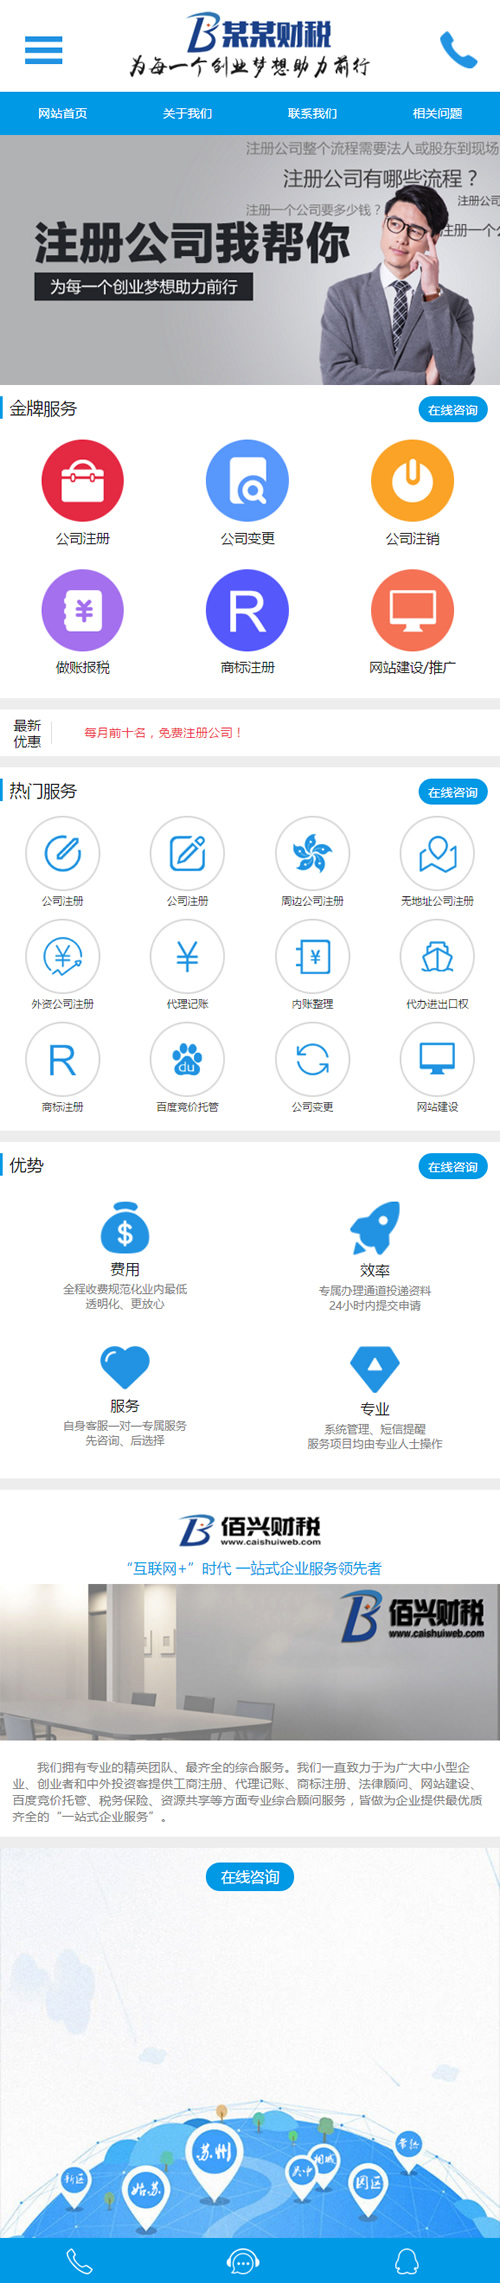 某某财税
为每一个创业梦想助力前行
网站首页 关于我们 联系我们 相关问题
注册公司整个流程需要法人或股东到现场
注册公司有哪些流程？
注册公司
注册一个公司要多少钱？
注册一个公
注册公司我帮你
为每一个创业梦想助力前行
金牌服务 在线咨询
公司注册 公司变更 公司注销
R
做账报税 商标注册 网站建设/推广
最新
优惠
每月前十名，免费注册公司！
热门服务 在线咨询
公司注册 公司注册 周边公司注册 无地址公司注册
外资公司注册 代理记账 内账整理 代办进出口权
R du
商标注册 百度竞价托管 公司变更 网站建设
优势 在线咨询
费用 效率
全程收费规范化业内最低 专属办理通道投递资料
透明化、更放心 24小时内提交申请
服务 专业
自身客服一对一专属服务 系统管理、短信提醒
先咨询、后选择 服务项目均由专业人士操作
佰兴财税
www.caishuiweb.com
“互联网+”时代 一站式企业服务领先者
佰兴财税
www.caishuiweb.com
我们拥有专业的精英团队、最齐全的综合服务。我们一直致力于为广大中小型企
业、创业者和中外投资客提供工商注册、代理记账、商标注册、法律顾问、网站建设、
百度竞价托管、税务保险、资源共享等方面专业综合顾问服务，皆做为企业提供最优质
齐全的“一站式企业服务”。
在线咨询
苏州 常熟
新区 姑苏 吴中 相城 园区